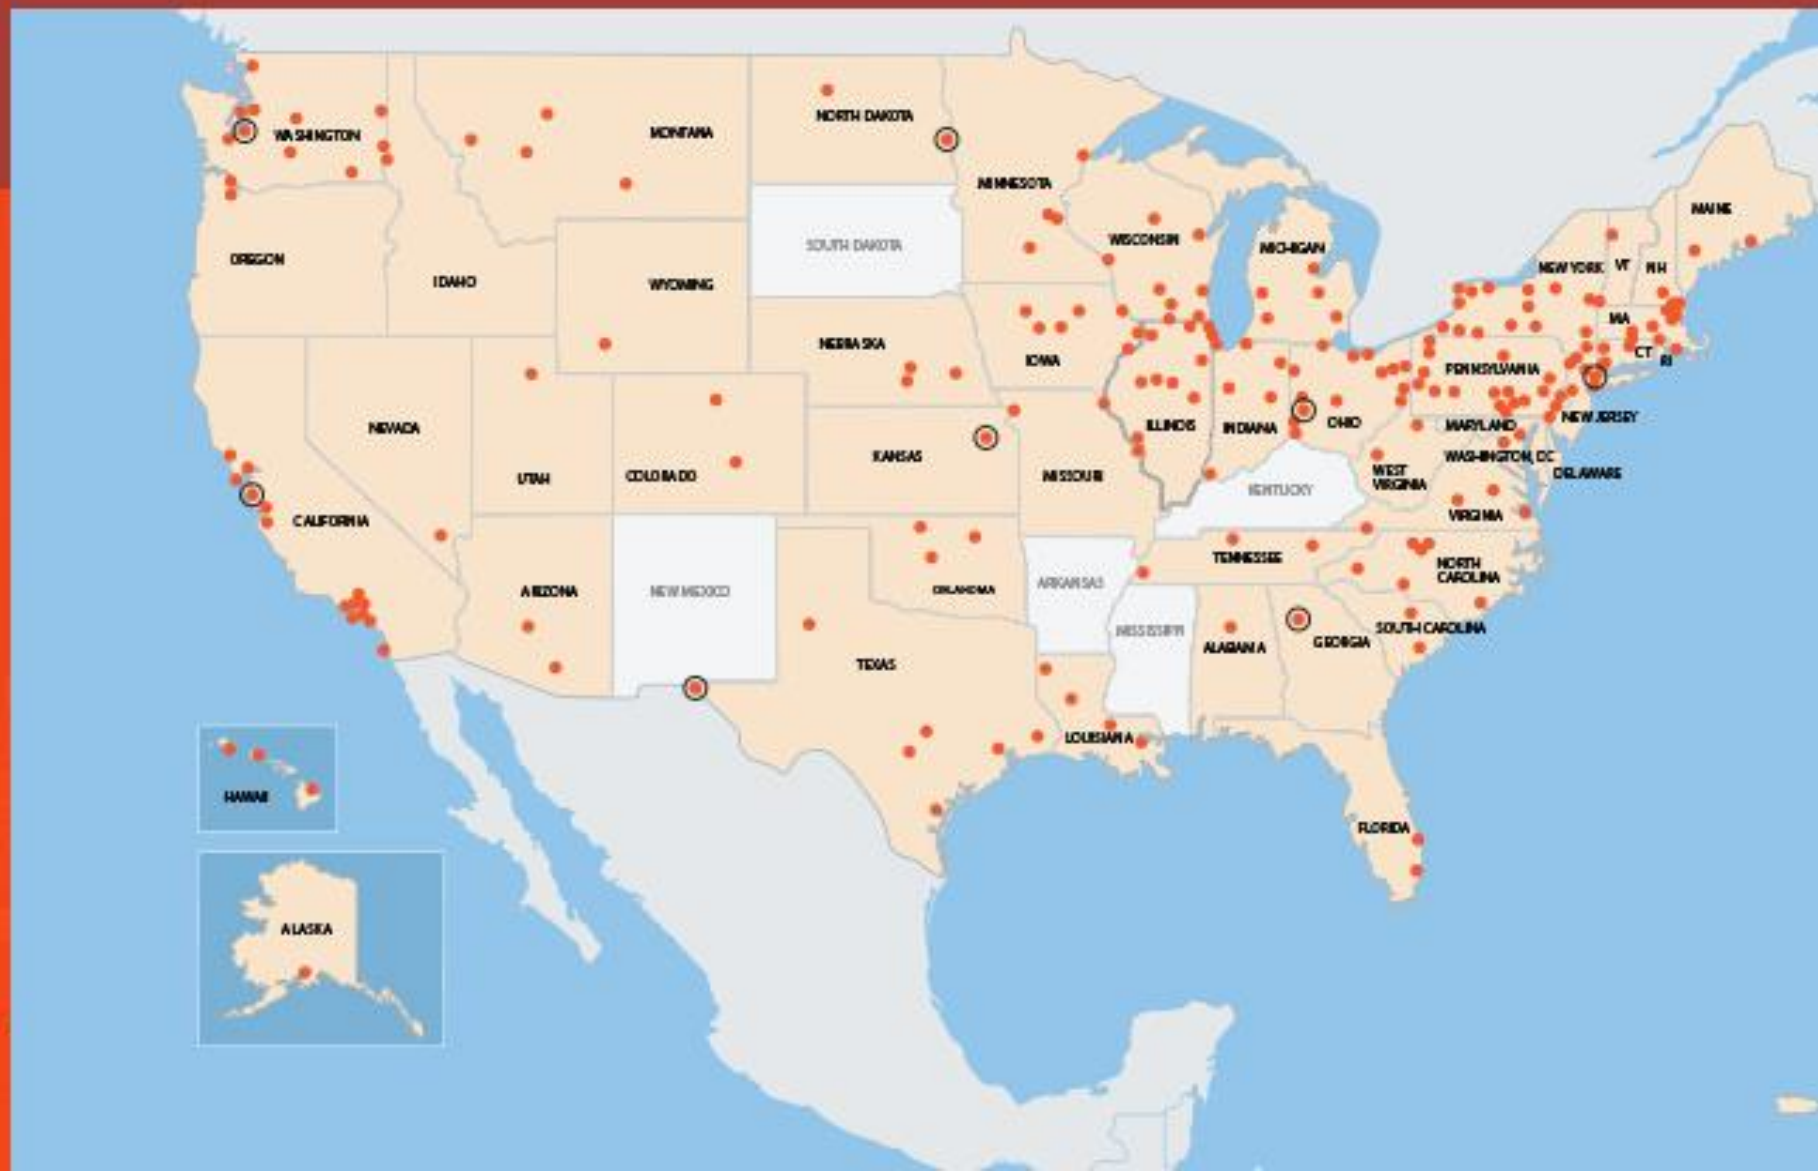 WASHINGTON
MONTANA
NORTH DAKOTA
MINNESOTA
SOUTH DAKOTA
WISCONSIN
MICHIGAN
MAINE
OREGON
IDAHO
WYOMING
NEW YORK
VT
NH
MA
NEBRASKA
IOWA
CT
RI
PENNSYLVANIA
NEVADA
UTAH
COLORADO
KANSAS
MISSOURI
ILLINOIS
INDIANA
OHIO
NEW JERSEY
MARYLAND
WASHINGTON, DC
DELAWARE
WEST
VIRGINIA
KENTUCKY
VIRGINIA
CALIFORNIA
TENNESSEE
NORTH
CAROLINA
ARIZONA
NEW MEXICO
OKLAHOMA
ARKANSAS
MISSISSIPPI
ALABAMA
GEORGIA
SOUTH CAROLINA
TEXAS
LOUISIANA
HAWAII
FLORIDA
ALASKA